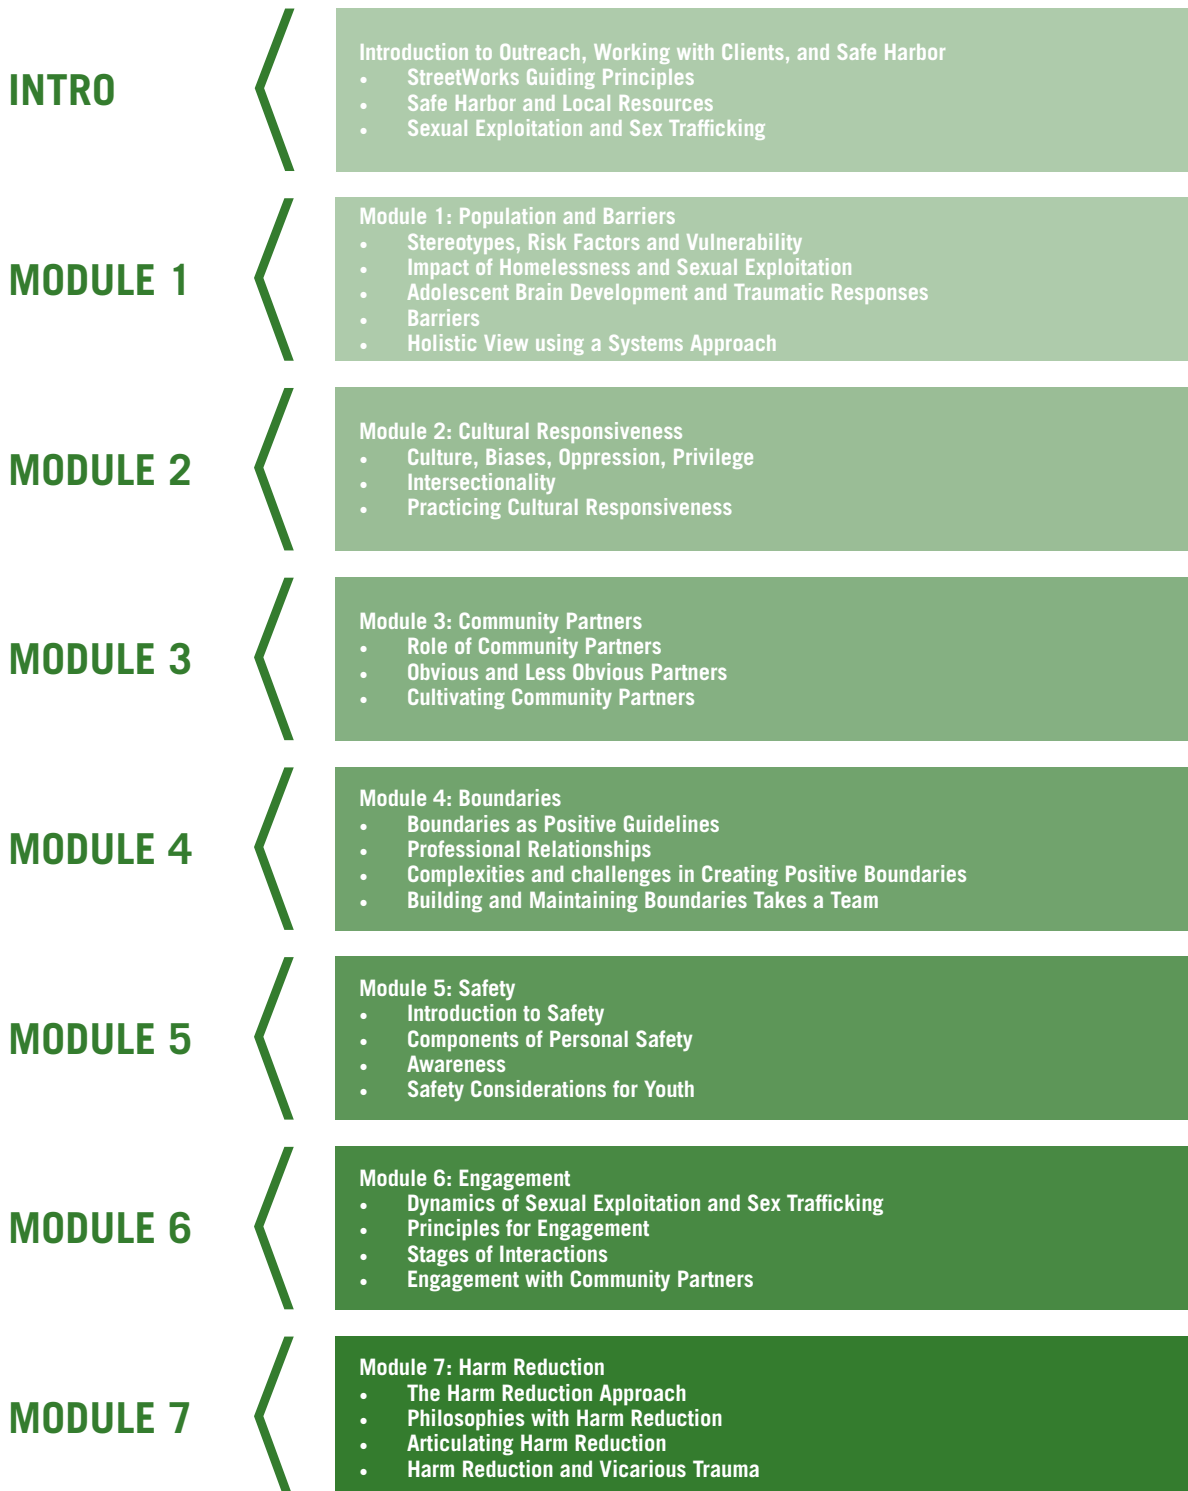 INTRO
Introduction to Outreach, Working with Clients, and Safe Harbor
• StreetWorks Guiding Principles
• Safe Harbor and Local Resources
• Sexual Exploitation and Sex Trafficking
MODULE 1
Module 1: Population and Barriers
• Stereotypes, Risk Factors and Vulnerability
• Impact of Homelessness and Sexual Exploitation
• Adolescent Brain Development and Traumatic Responses
• Barriers
• Holistic View using a Systems Approach
MODULE 2
Module 2: Cultural Responsiveness
• Culture, Biases, Oppression, Privilege
• Intersectionality
• Practicing Cultural Responsiveness
MODULE 3
Module 3: Community Partners
• Role of Community Partners
• Obvious and Less Obvious Partners
• Cultivating Community Partners
MODULE 4
Module 4: Boundaries
• Boundaries as Positive Guidelines
• Professional Relationships
• Complexities and challenges in Creating Positive Boundaries
• Building and Maintaining Boundaries Takes a Team
MODULE 5
Module 5: Safety
• Introduction to Safety
• Components of Personal Safety
• Awareness
• Safety Considerations for Youth
MODULE 6
Module 6: Engagement
• Dynamics of Sexual Exploitation and Sex Trafficking
• Principles for Engagement
• Stages of Interactions
• Engagement with Community Partners
MODULE 7
Module 7: Harm Reduction
• The Harm Reduction Approach
• Philosophies with Harm Reduction
• Articulating Harm Reduction
• Harm Reduction and Vicarious Trauma